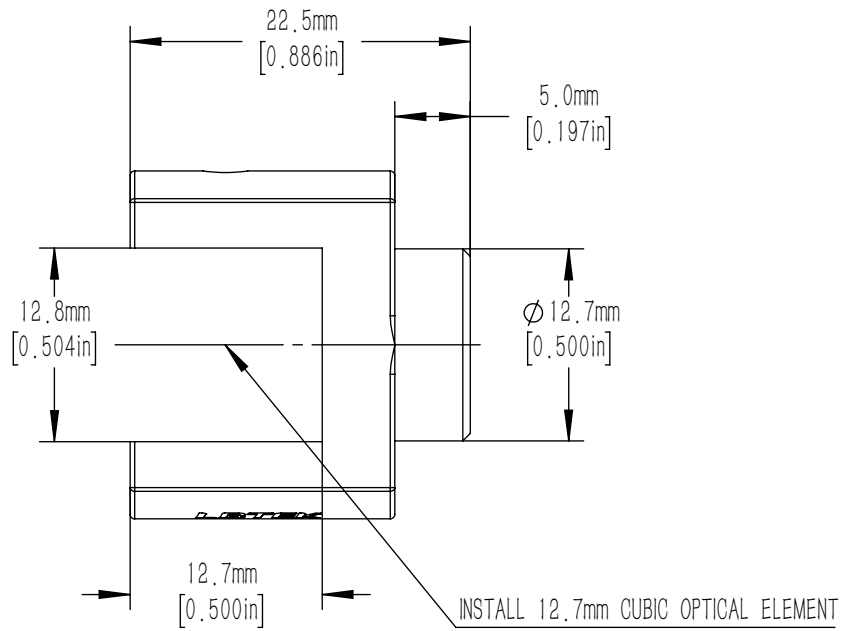 22.5mm
[0.886in]
5.0mm
[0.197in]
12.8mm
[0.504in]
Ø12.7mm
[0.500in]
12.7mm
[0.500in]
INSTALL 12.7mm CUBIC OPTICAL ELEMENT